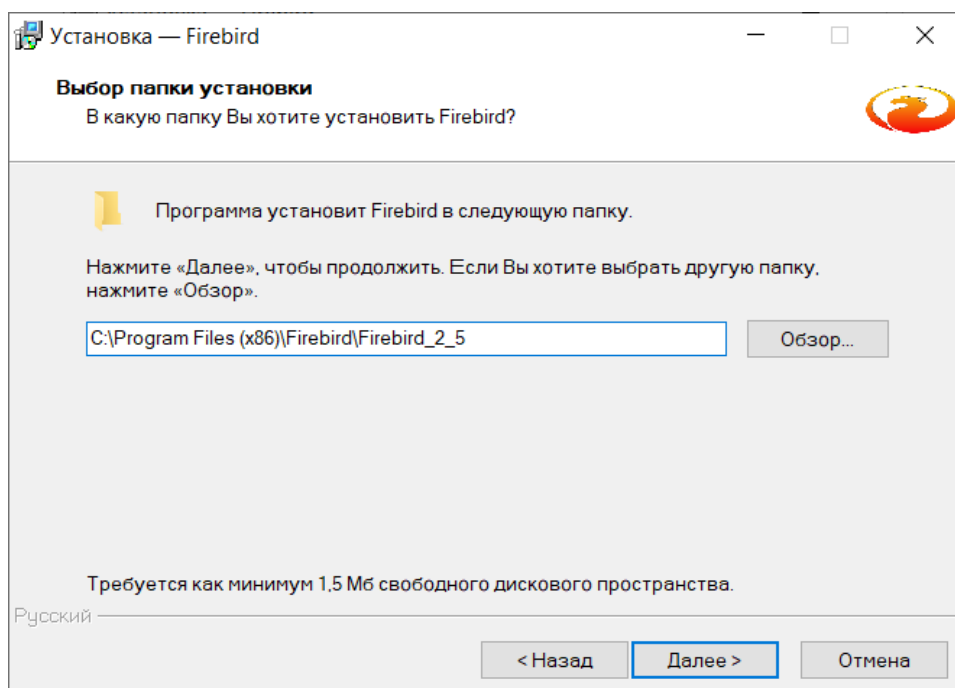 Установка — Firebird
Выбор папки установки
В какую папку Вы хотите установить Firebird?
Программа установит Firebird в следующую папку.
Нажмите «Далее», чтобы продолжить. Если Вы хотите выбрать другую папку,
нажмите «Обзор».
C:\Program Files (x86)\Firebird\Firebird_2_5
Обзор...
Требуется как минимум 1,5 Мб свободного дискового пространства.
Русский
< Назад
Далее >
Отмена